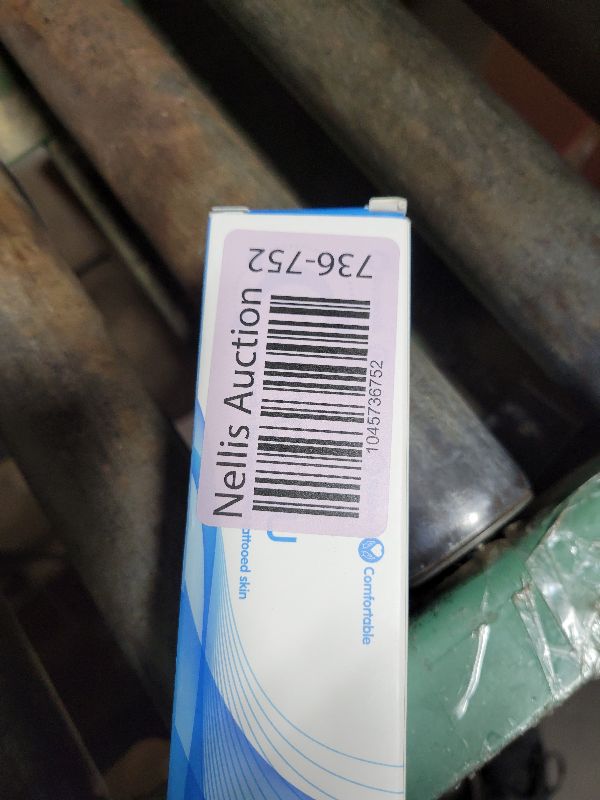 736-752
Nellis Auction
1045736752
Comfortable
attooed skin